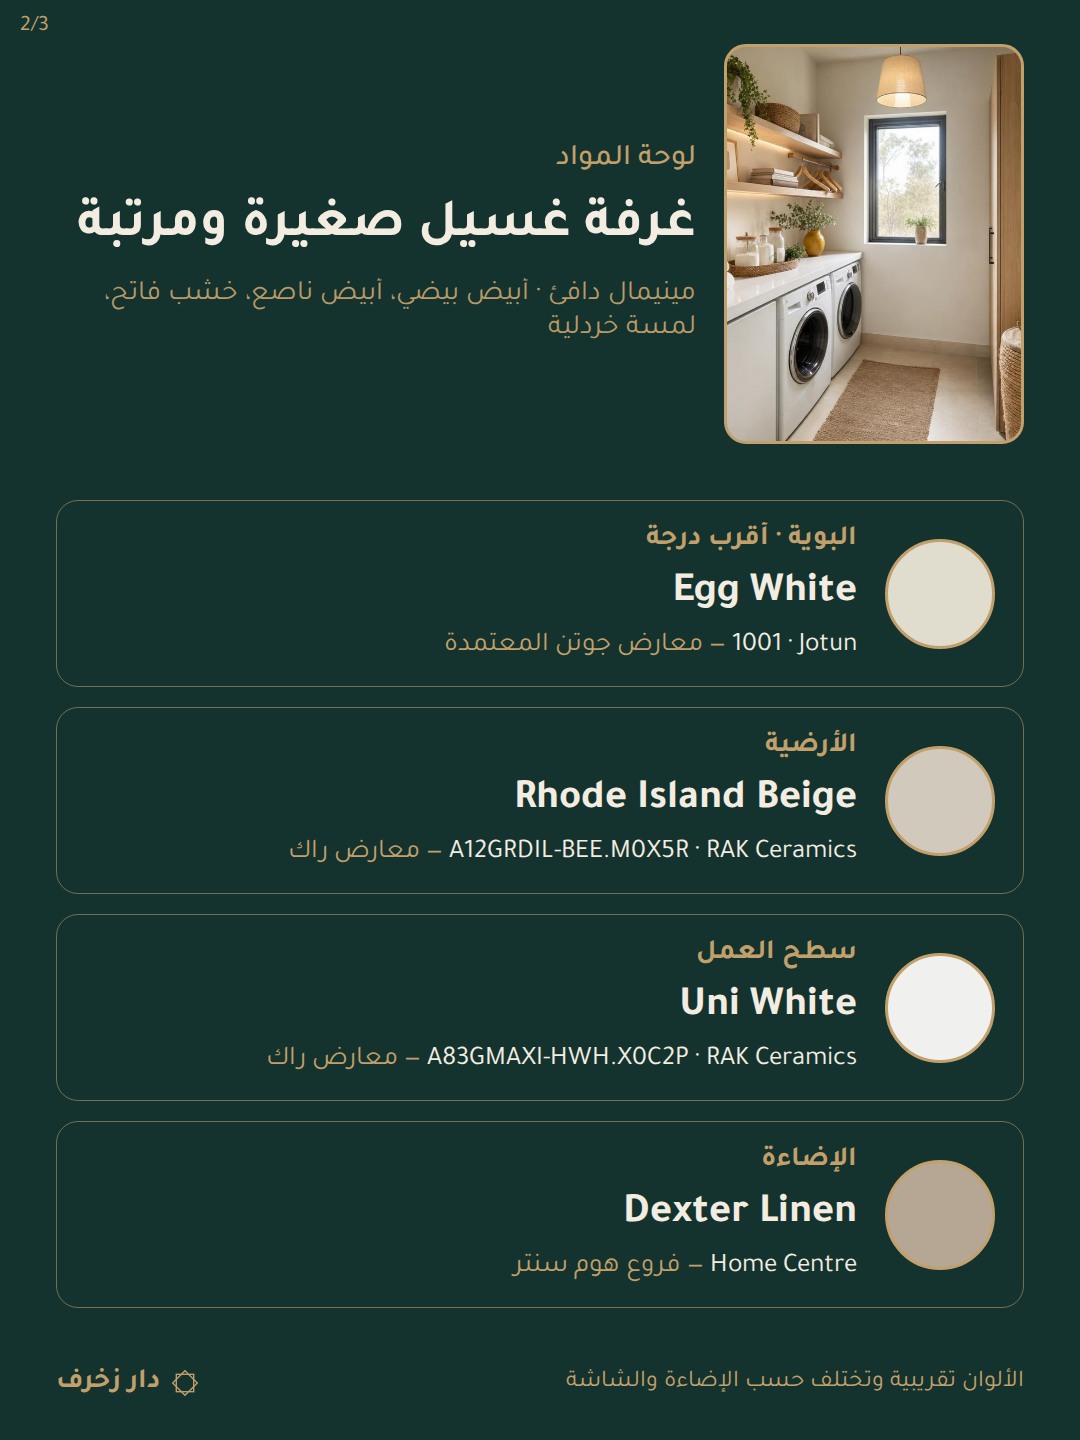 2/3
لوحة المواد
غرفة غسيل صغيرة ومرتبة
مينيمال دافئ · أبيض بيضي، أبيض ناصع، خشب فاتح،
لمسة خردلية
البوية · أقرب درجة
Egg White
Jotun · 1001 – معارض جوتن المعتمدة
الأرضية
Rhode Island Beige
RAK Ceramics · A12GRDIL-BEE.M0X5R – معارض راك
سطح العمل
Uni White
RAK Ceramics · A83GMAXI-HWH.X0C2P – معارض راك
الإضاءة
Dexter Linen
Home Centre – فروع هوم سنتر
الألوان تقريبية وتختلف حسب الإضاءة والشاشة
دار زخرف